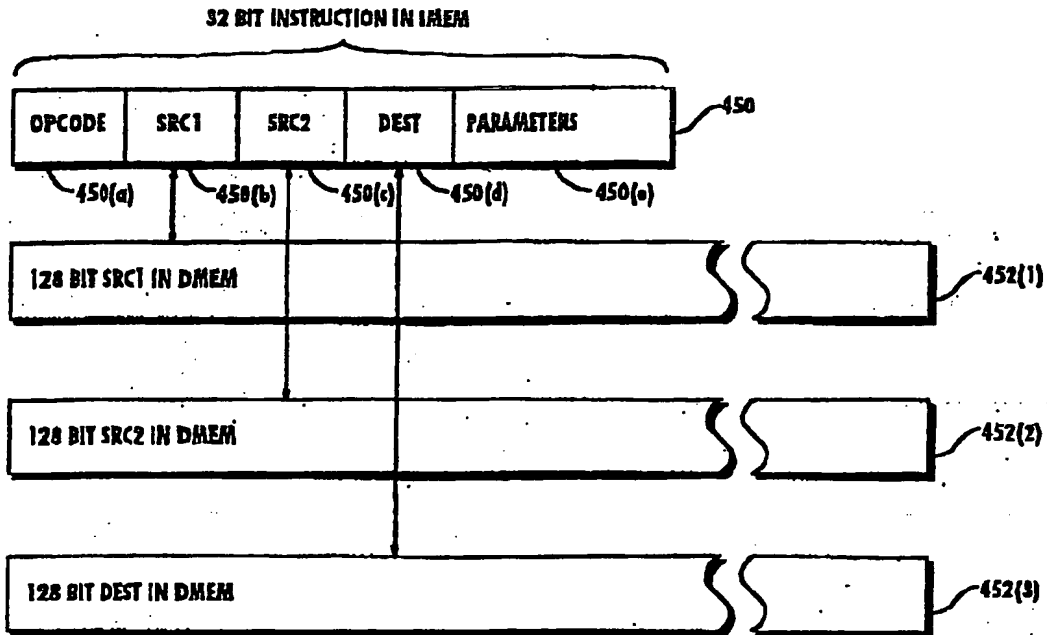 32 BIT INSTRUCTION IN IMEM
OPCODE SRC1 SRC2 DEST PARAMETERS
450
450(a) 450(b) 450(c) 450(d) 450(e)
128 BIT SRC1 IN DMEM
452(1)
128 BIT SRC2 IN DMEM
452(2)
128 BIT DEST IN DMEM
452(3)